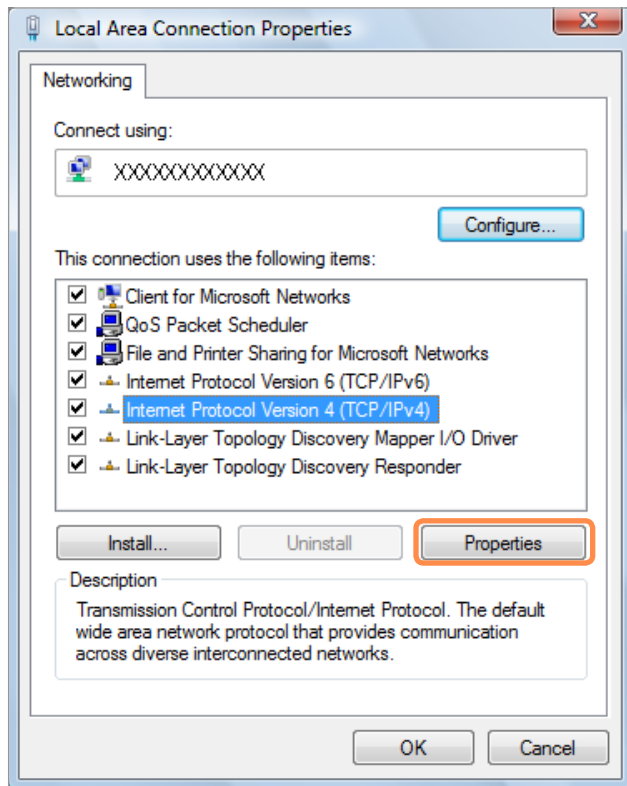 Local Area Connection Properties
Networking
Connect using:
XXXXXXXXXXXX
Configure...
This connection uses the following items:
Client for Microsoft Networks
QoS Packet Scheduler
File and Printer Sharing for Microsoft Networks
Internet Protocol Version 6 (TCP/IPv6)
Internet Protocol Version 4 (TCP/IPv4)
Link-Layer Topology Discovery Mapper I/O Driver
Link-Layer Topology Discovery Responder
Install... Uninstall Properties
Description
Transmission Control Protocol/Internet Protocol. The default
wide area network protocol that provides communication
across diverse interconnected networks.
OK Cancel